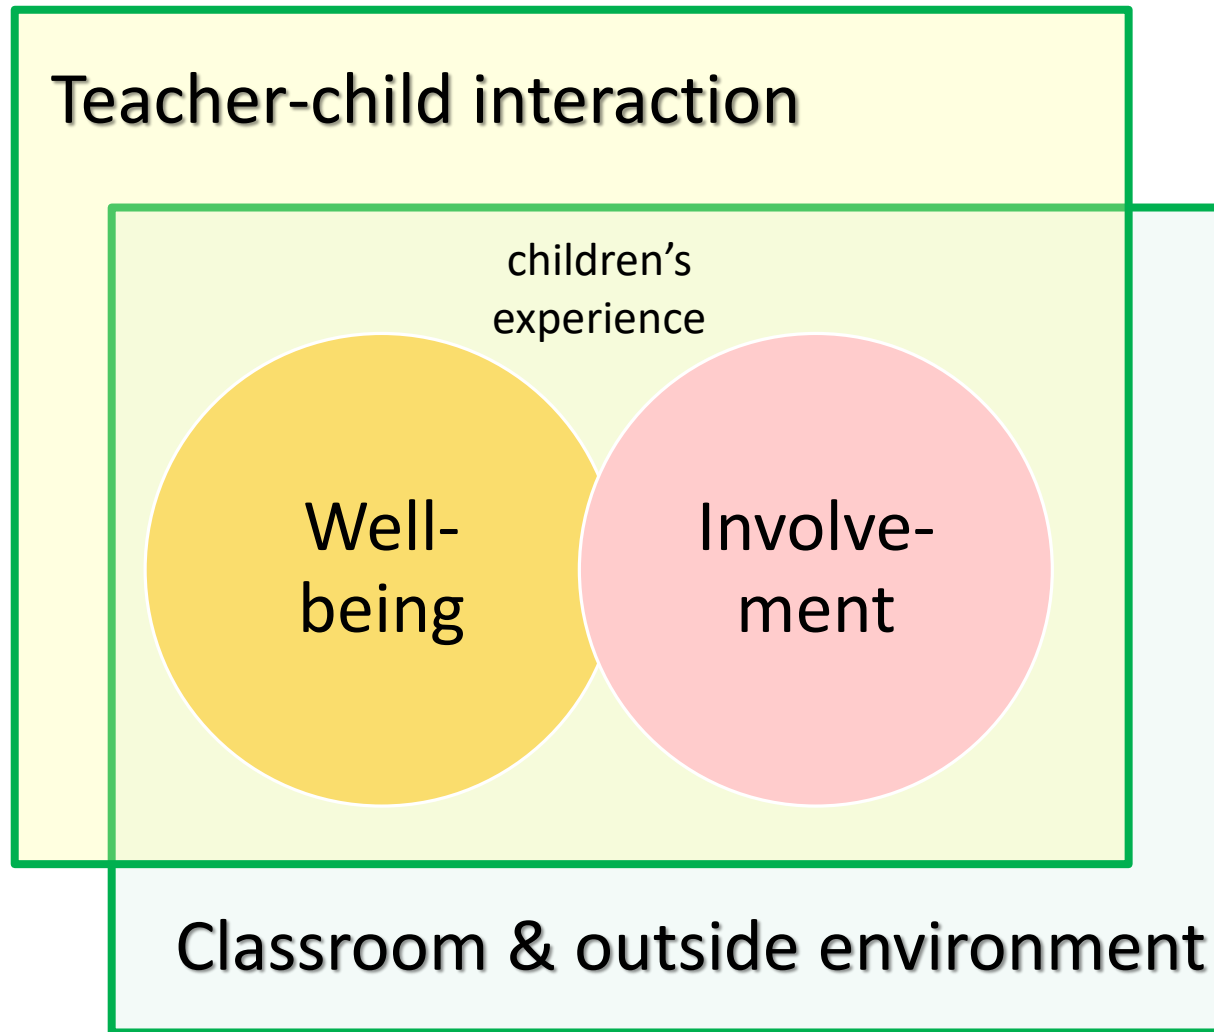 Teacher-child interaction
children’s
experience
Well-
being
Involve-
ment
Classroom & outside environment